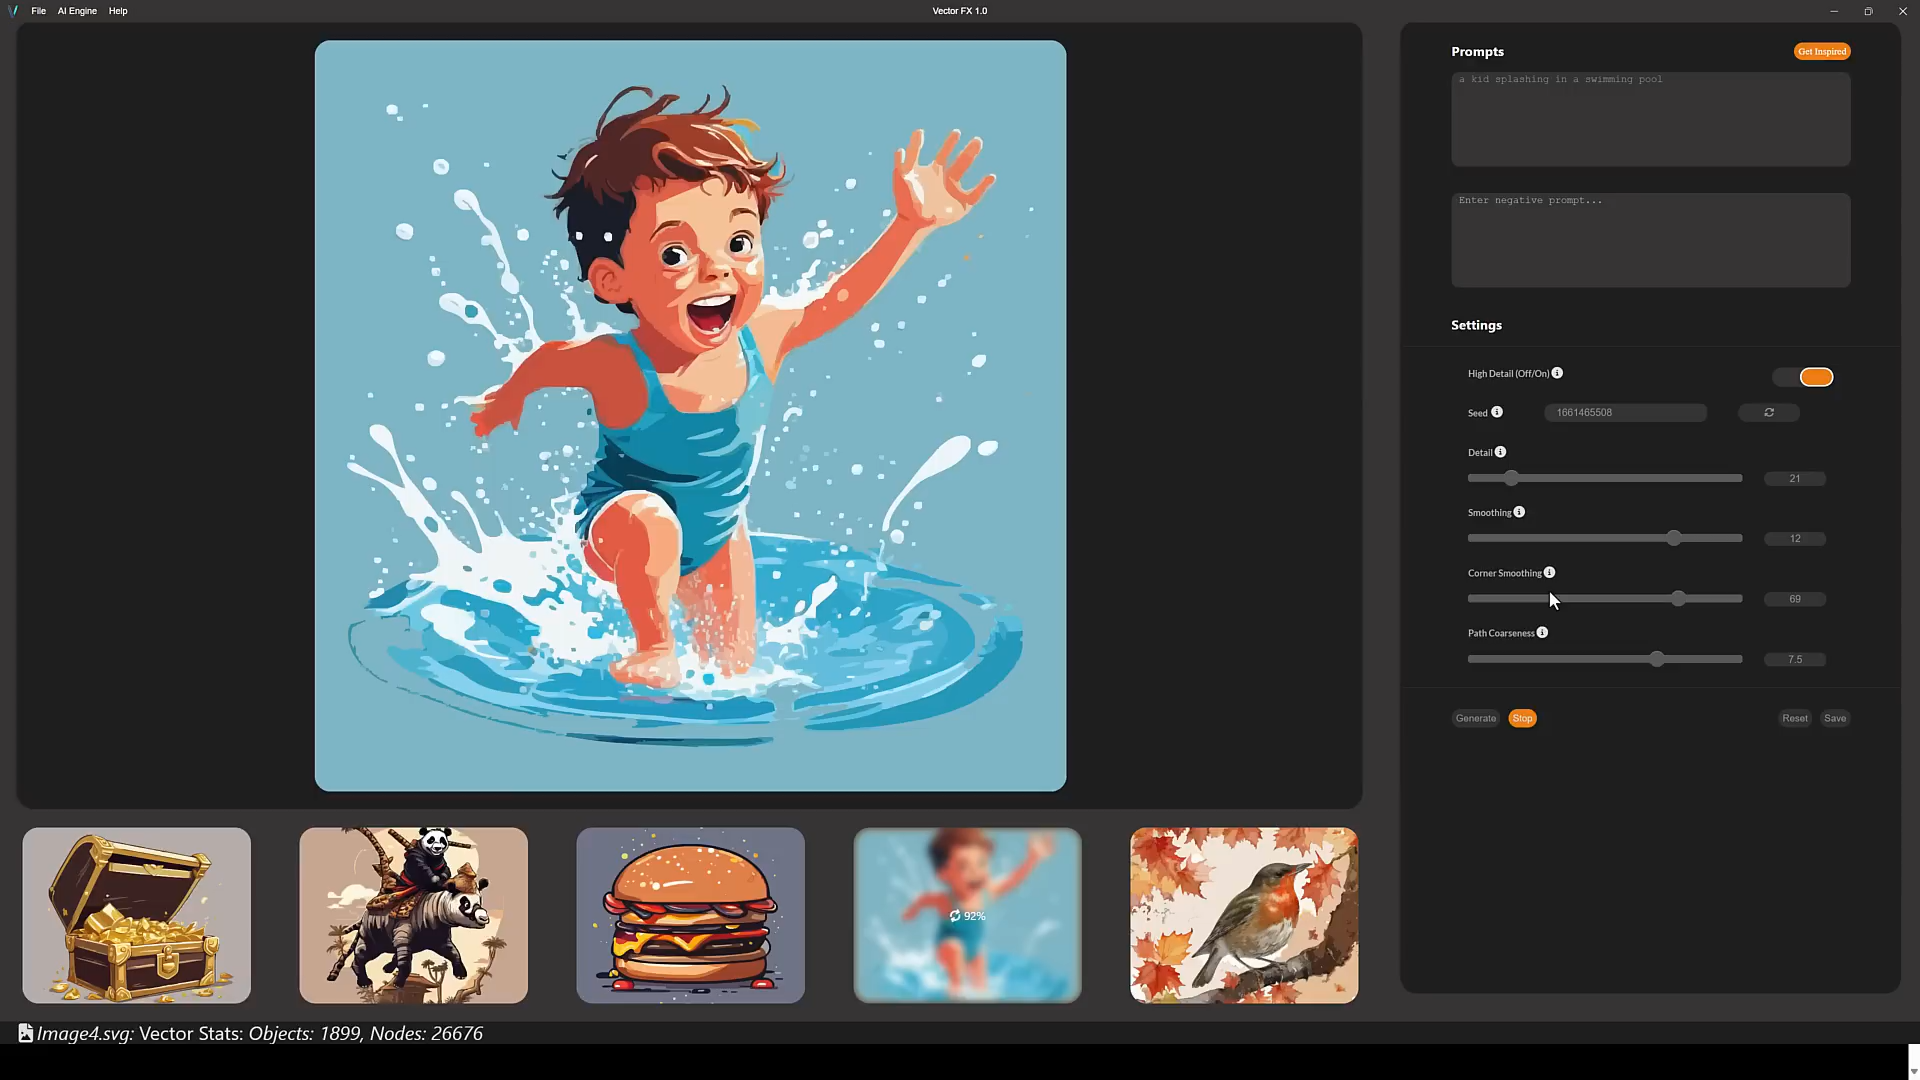 File AI Engine Help Vector FX 1.0
Prompts Get Inspired
a kid splashing in a swimming pool
Enter negative prompt...
Settings
High Detail (Off/On)
Seed 1661465508
Detail
21
Smoothing
12
Corner Smoothing
69
Path Coarseness
7.5
Generate Stop Reset Save
92%
Image4.svg: Vector Stats: Objects: 1899, Nodes: 26676